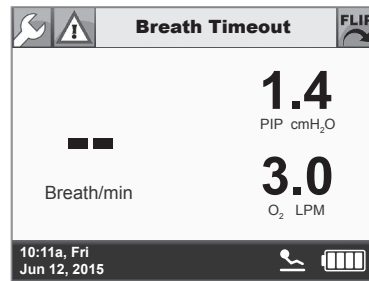 Breath Timeout
FLIP
1.4
PIP cmH₂O
--
Breath/min
3.0
O₂ LPM
10:11a, Fri
Jun 12, 2015